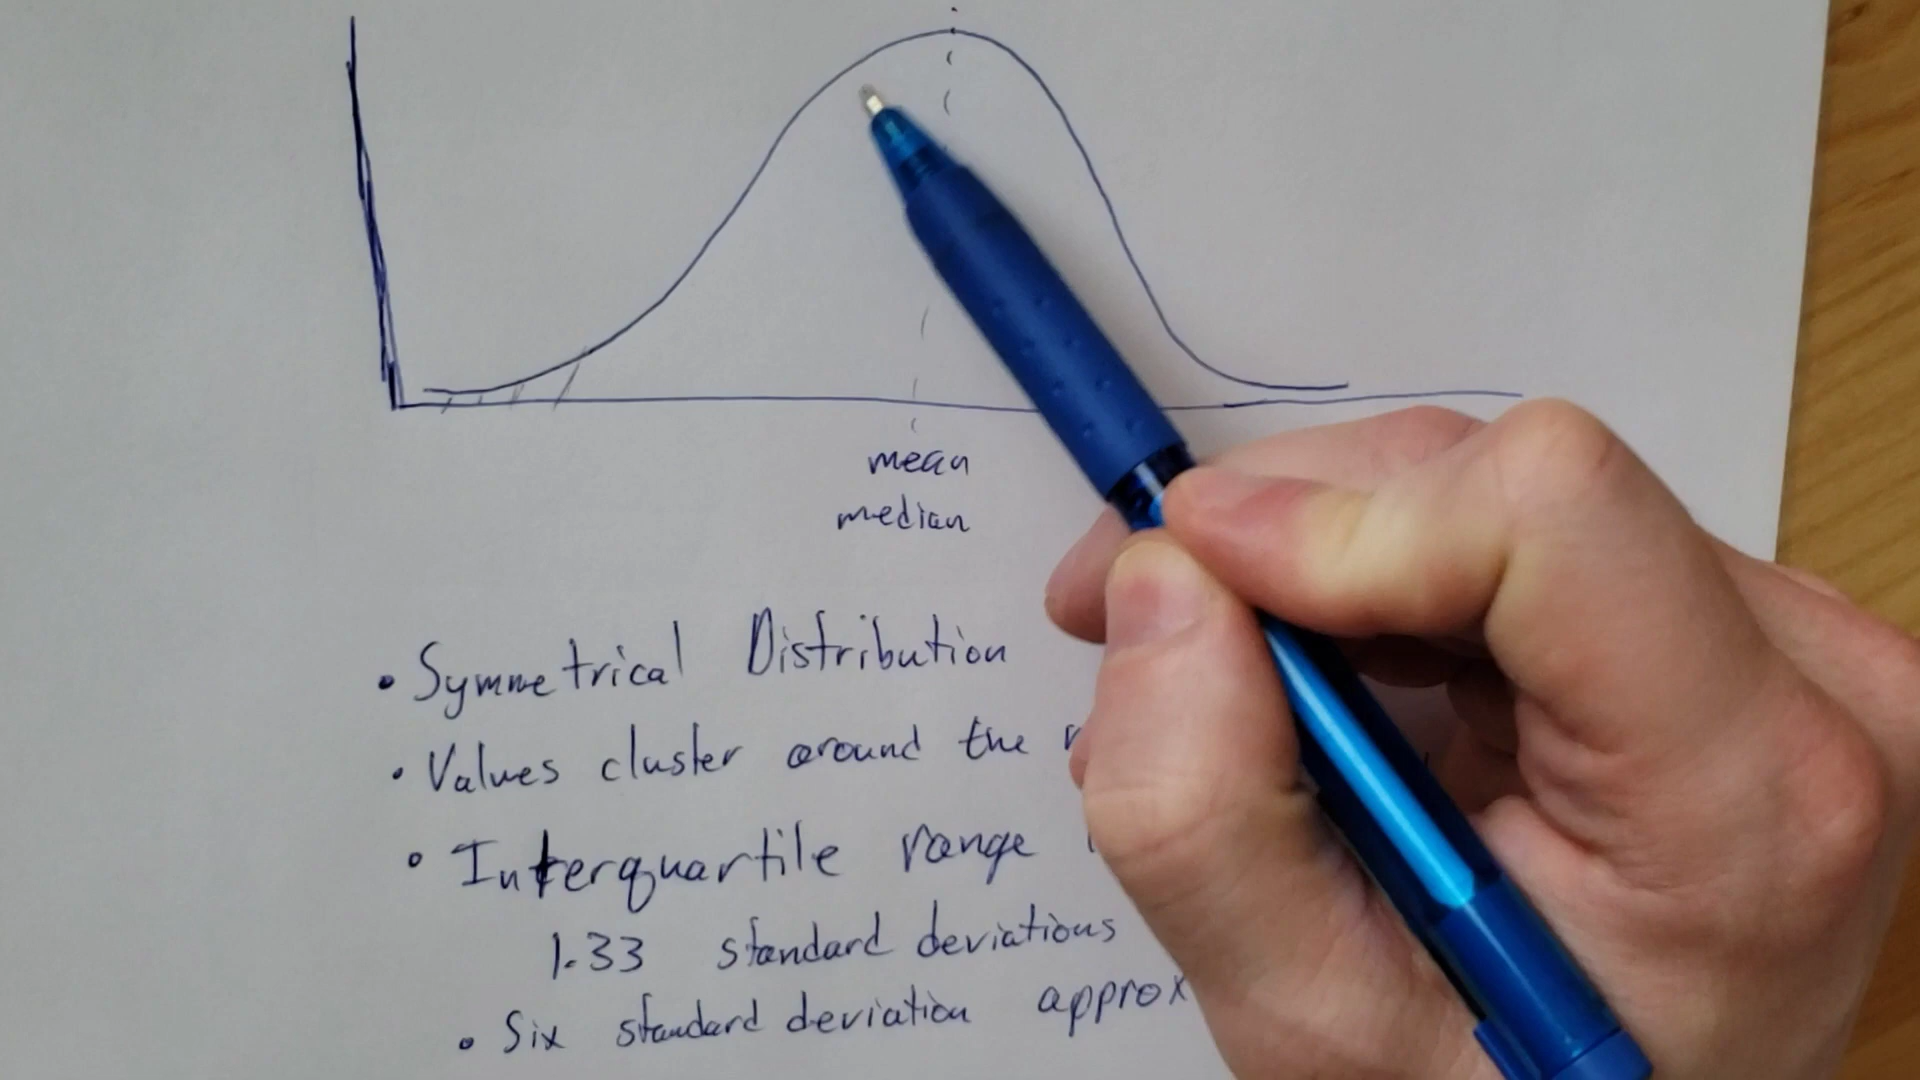 mean
median
• Symmetrical Distribution
• Values cluster around the
• Interquartile range
1.33 standard deviations
• Six standard deviation approx